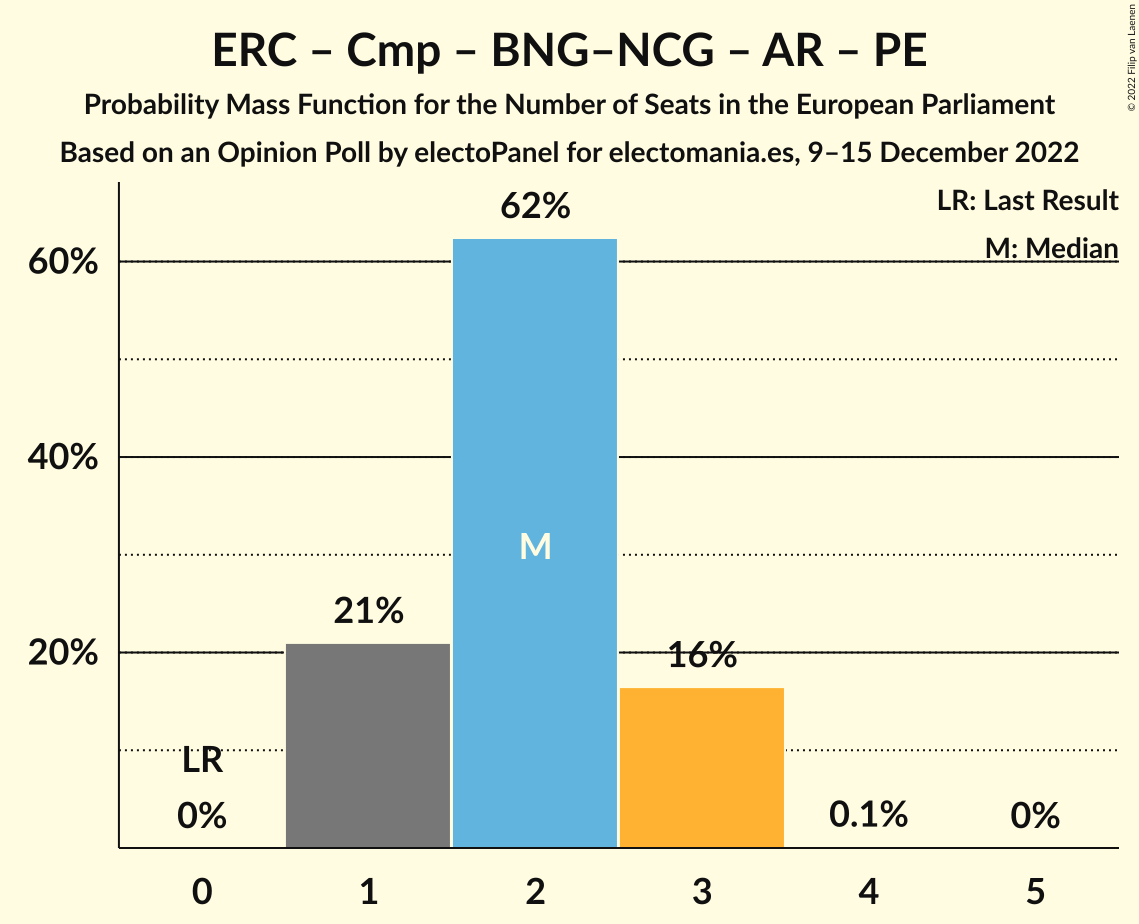 ERC – Cmp – BNG–NCG – AR – PE
Probability Mass Function for the Number of Seats in the European Parliament
Based on an Opinion Poll by electoPanel for electomania.es, 9–15 December 2022
© 2022 Filip van Laenen
LR: Last Result
M: Median
60%
40%
20%
LR
0%
21%
62%
M
16%
0.1%
0%
0 1 2 3 4 5